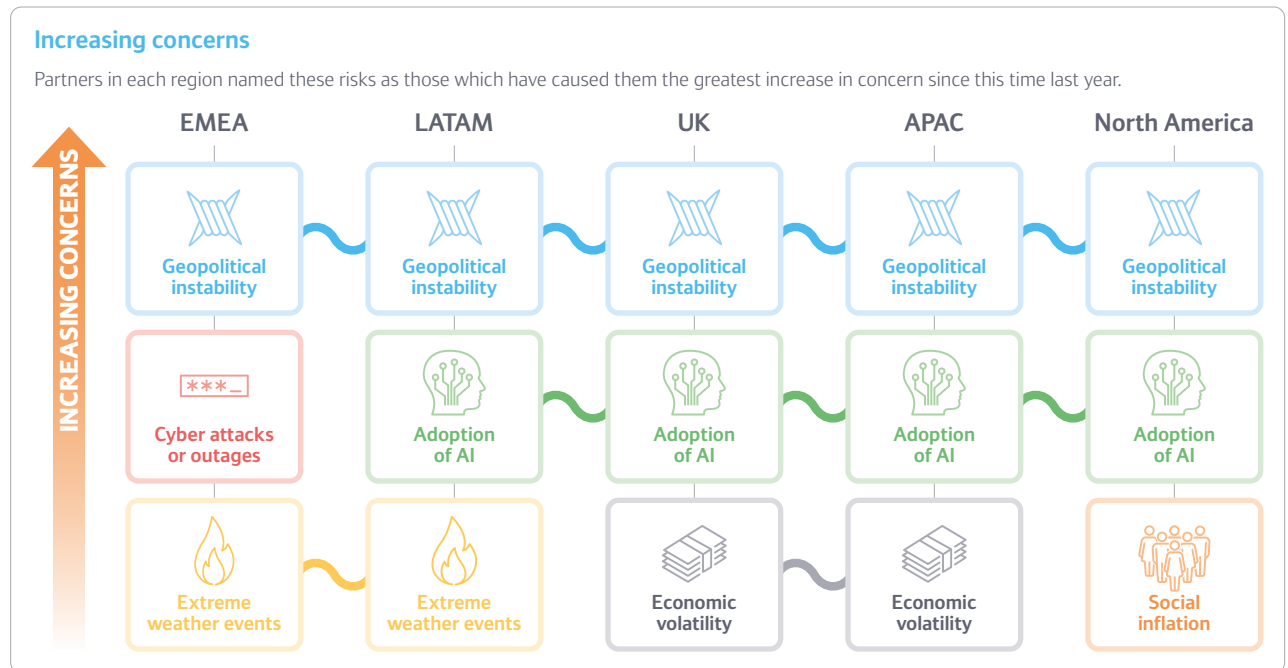 Increasing concerns
Partners in each region named these risks as those which have caused them the greatest increase in concern since this time last year.
EMEA
LATAM
UK
APAC
North America
INCREASING CONCERNS
Geopolitical
instability
Geopolitical
instability
Geopolitical
instability
Geopolitical
instability
Geopolitical
instability
***_
Cyber attacks
or outages
Adoption
of AI
Adoption
of AI
Adoption
of AI
Adoption
of AI
Extreme
weather events
Extreme
weather events
Economic
volatility
Economic
volatility
Social
inflation